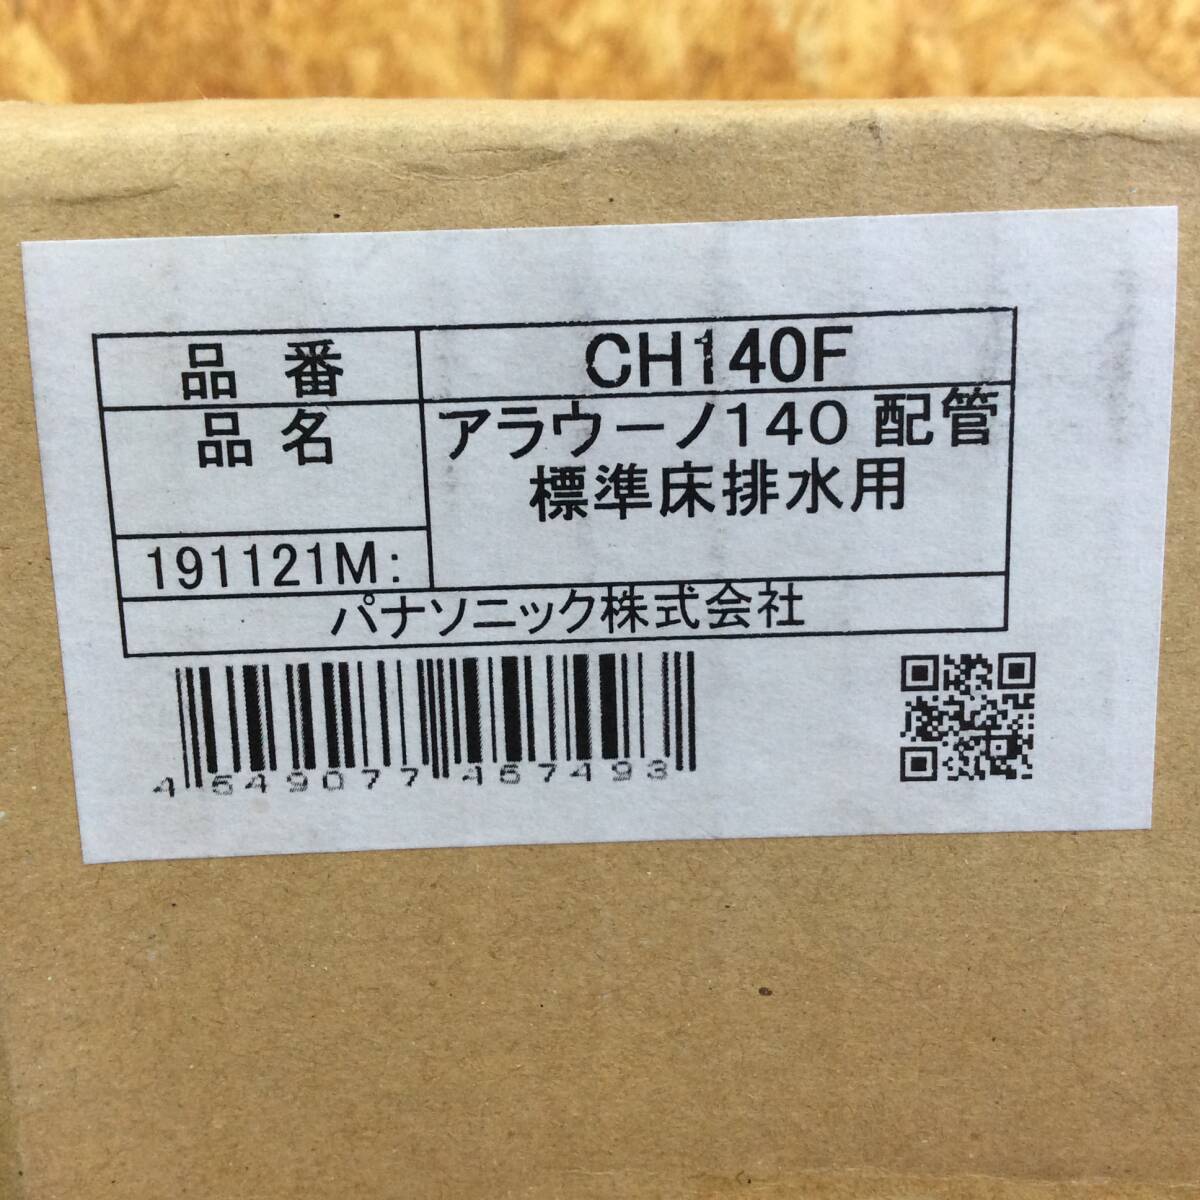 品 番 CH140F
品 名 アラウーノ140 配管
標準床排水用
191121M:
パナソニック株式会社
4 549077 467493